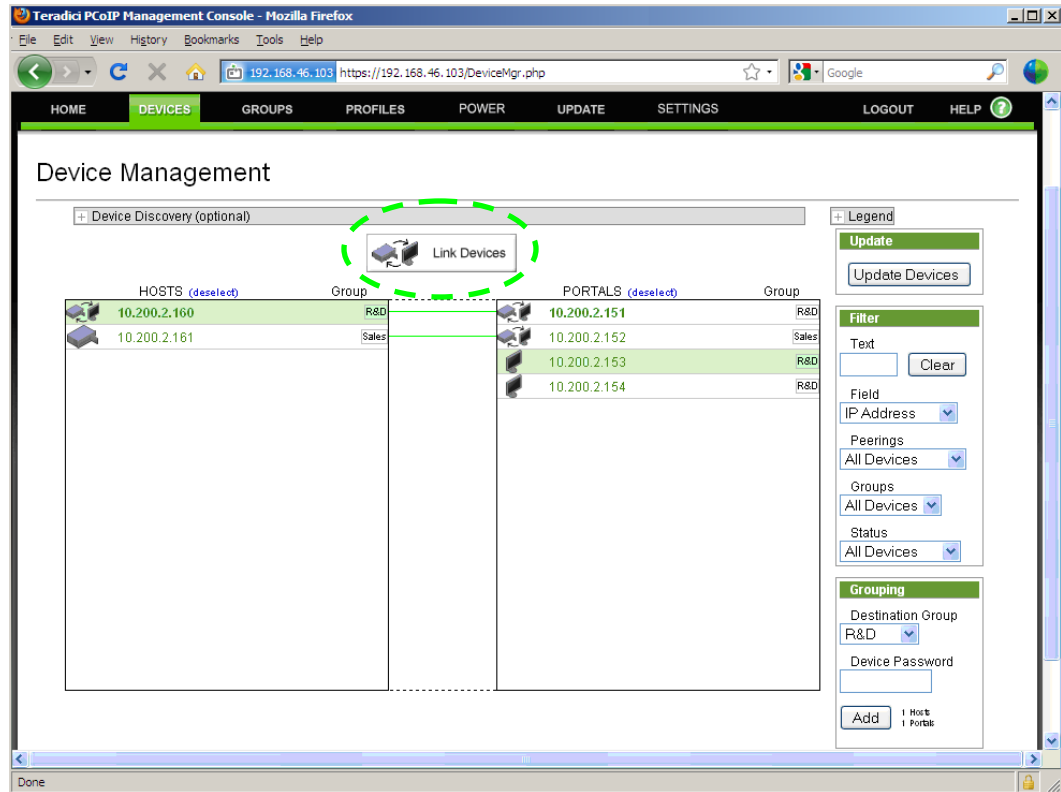 Teradici PCoIP Management Console - Mozilla Firefox
File Edit View History Bookmarks Tools Help
192.168.46.103 https://192.168.46.103/DeviceMgr.php
Google
HOME DEVICES GROUPS PROFILES POWER UPDATE SETTINGS LOGOUT HELP ?
Device Management
+ Device Discovery (optional)
+ Legend
Link Devices
HOSTS (deselect) Group
10.200.2.160 R&D
10.200.2.161 Sales
PORTALS (deselect) Group
10.200.2.151 R&D
10.200.2.152 Sales
10.200.2.153 R&D
10.200.2.154 R&D
Update
Update Devices
Filter
Text
Clear
Field
IP Address
Peerings
All Devices
Groups
All Devices
Status
All Devices
Grouping
Destination Group
R&D
Device Password
Add
1 Hosts
1 Portals
Done